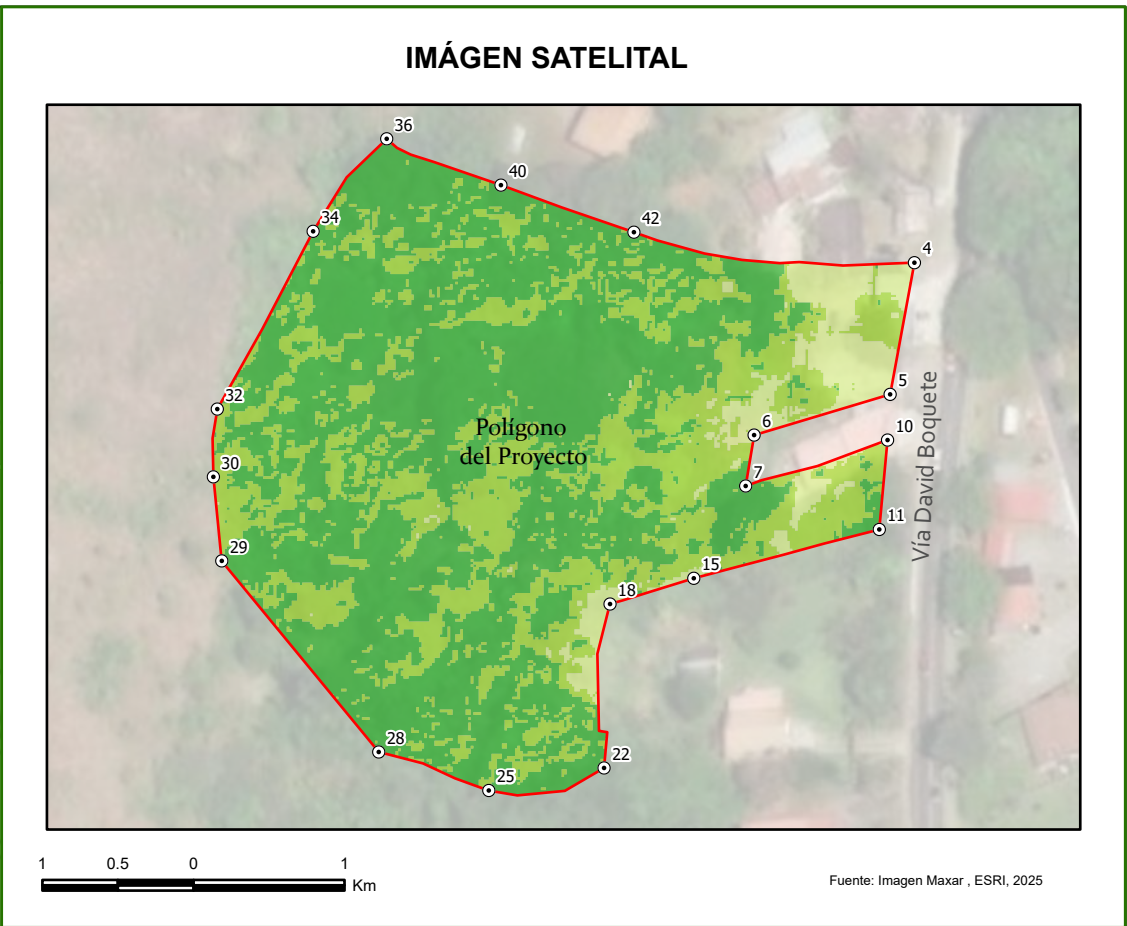 IMÁGEN SATELITAL
36
40
34
42
4
5
32
6
10
Polígono
del Proyecto
7
30
11
Vía David Boquete
29
15
18
28
22
25
1 0.5 0 1
Km
Fuente: Imagen Maxar , ESRI, 2025